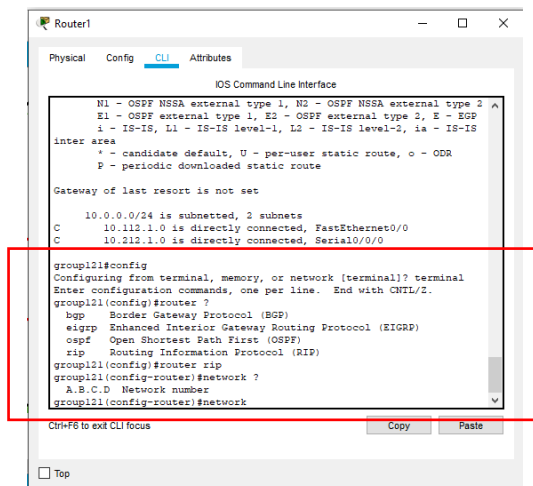 Router1
Physical Config CLI Attributes
IOS Command Line Interface
N1 - OSPF NSSA external type 1, N2 - OSPF NSSA external type 2
E1 - OSPF external type 1, E2 - OSPF external type 2, E - EGP
i - IS-IS, L1 - IS-IS level-1, L2 - IS-IS level-2, ia - IS-IS
inter area
* - candidate default, U - per-user static route, o - ODR
P - periodic downloaded static route
Gateway of last resort is not set
10.0.0.0/24 is subnetted, 2 subnets
C 10.112.1.0 is directly connected, FastEthernet0/0
C 10.212.1.0 is directly connected, Serial0/0/0
group121#config
Configuring from terminal, memory, or network [terminal]? terminal
Enter configuration commands, one per line. End with CNTL/Z.
group121(config)#router ?
bgp Border Gateway Protocol (BGP)
eigrp Enhanced Interior Gateway Routing Protocol (EIGRP)
ospf Open Shortest Path First (OSPF)
rip Routing Information Protocol (RIP)
group121(config)#router rip
group121(config-router)#network ?
A.B.C.D Network number
group121(config-router)#network
Ctrl+F6 to exit CLI focus
Copy Paste
Top